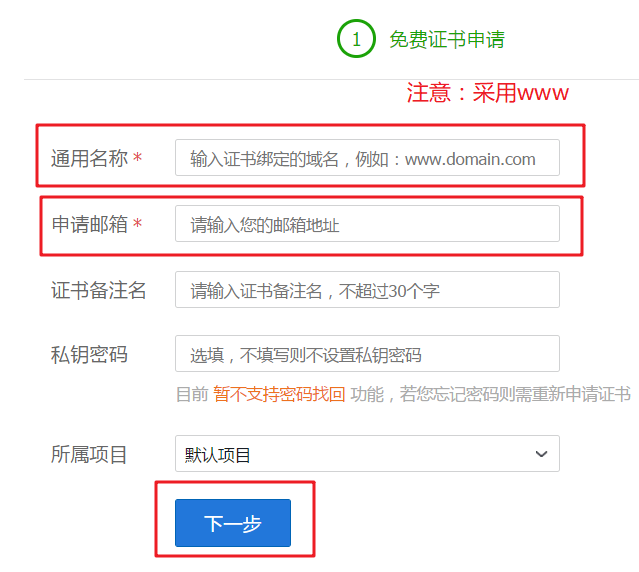 1 免费证书申请
注意：采用www
通用名称 * 输入证书绑定的域名，例如：www.domain.com
申请邮箱 * 请输入您的邮箱地址
证书备注名 请输入证书备注名，不超过30个字
私钥密码 选填，不填写则不设置私钥密码
目前 暂不支持密码找回 功能，若您忘记密码则需重新申请证书
所属项目 默认项目
下一步